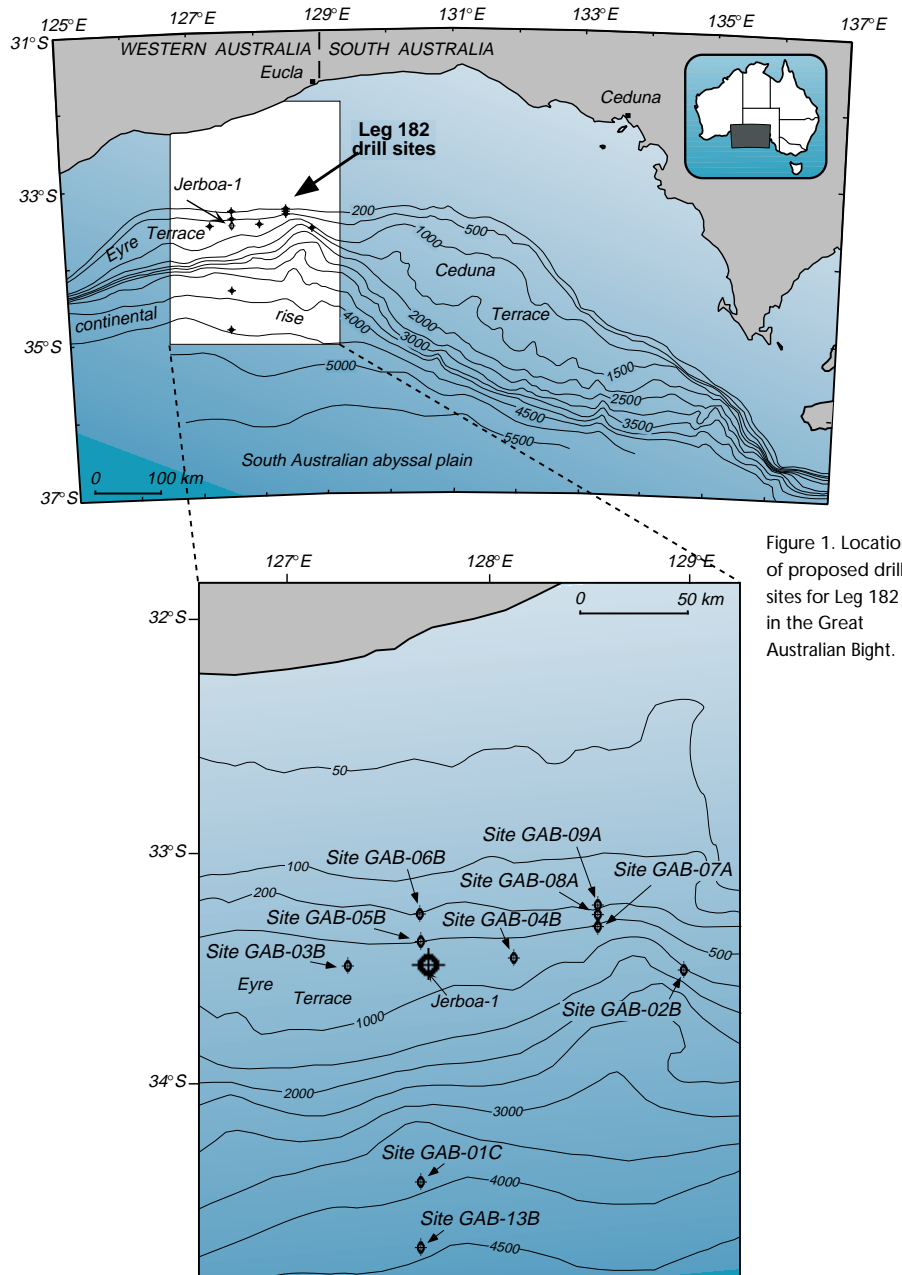 125°E 127°E 129°E 131°E 133°E 135°E 137°E
31°S
WESTERN AUSTRALIA SOUTH AUSTRALIA
Eucla
Ceduna
Leg 182
drill sites
33°S
Jerboa-1
200
500
Eyre Terrace
1000
Ceduna
Terrace
continental rise
4000
2000
3000
1500
35°S
5000
2500
4500
3500
5500
South Australian abyssal plain
0 100 km
37°S
Figure 1. Location
of proposed drill
sites for Leg 182
in the Great
Australian Bight.
127°E 128°E 129°E
0 50 km
32°S
50
33°S
Site GAB-09A
Site GAB-06B
100
Site GAB-07A
Site GAB-08A
200
Site GAB-05B
Site GAB-04B
Site GAB-03B
500
Eyre
Terrace
Jerboa-1
Site GAB-02B
1000
34°S
2000
3000
Site GAB-01C
4000
Site GAB-13B
4500